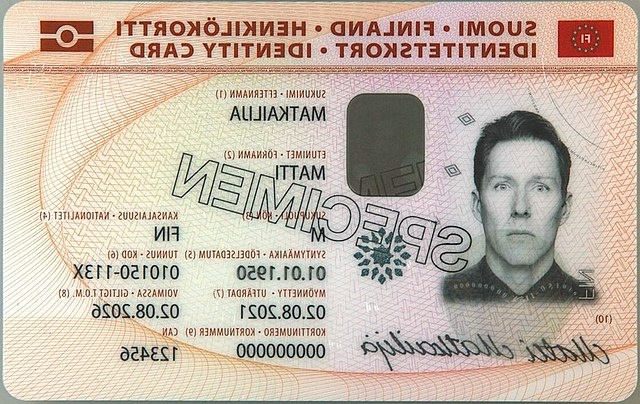 SUOMI • FINLAND • HENKILÖKORTTI
IDENTITETSKORT • IDENTITY CARD
FI
SUKUNIMI • EFTERNAMN (1)
MATKAILIJA
ETUNIMET • FÖRNAMN (2)
MATTI
SUKUPUOLI • KÖN (3) KANSALAISUUS • NATIONALITET (4)
M FIN
SYNTYMÄAIKA • FÖDELSEDATUM (5) TUNNUS • KOD (6)
01.01.1950 010150-113X
MYÖNNETTY • UTFÄRDAT (7) VOIMASSA • GILTIGT T.O.M. (8)
02.08.2021 02.08.2026
KORTTINUMERO • KORTNUMMER (9) CAN
000000000 123456
SPECIMEN
(10)
Matti Matkailija